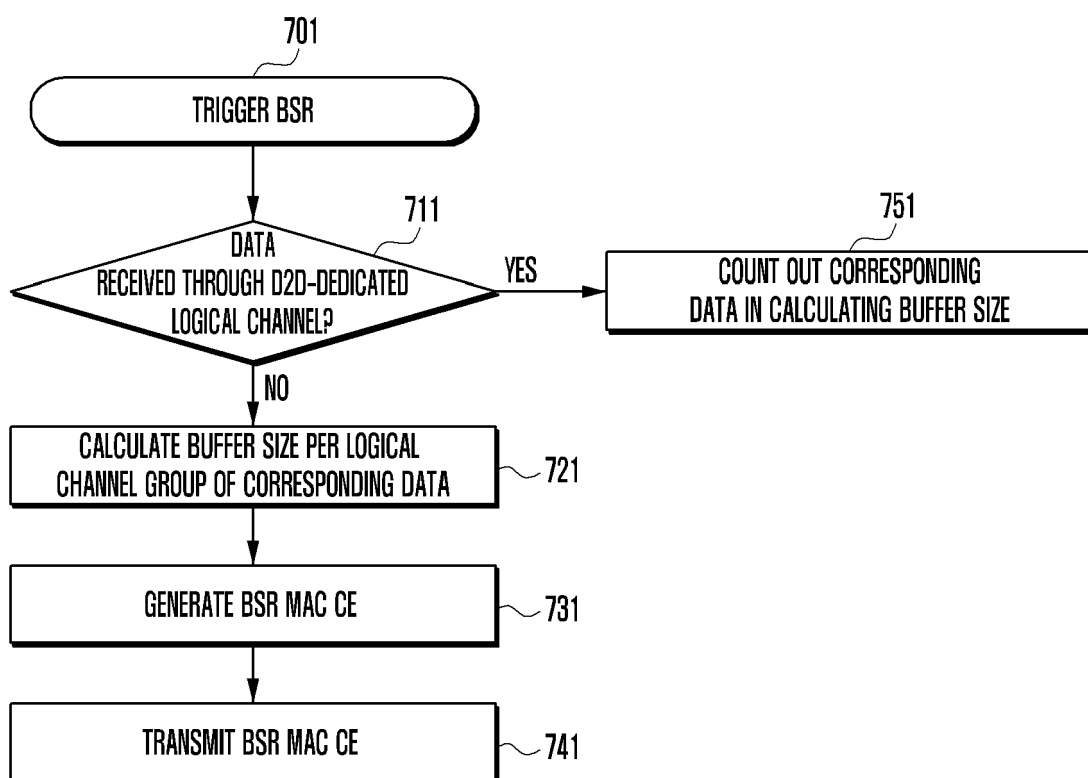 701
TRIGGER BSR
711
DATA
RECEIVED THROUGH D2D-DEDICATED
LOGICAL CHANNEL?
YES
751
COUNT OUT CORRESPONDING
DATA IN CALCULATING BUFFER SIZE
NO
CALCULATE BUFFER SIZE PER LOGICAL
CHANNEL GROUP OF CORRESPONDING DATA
721
GENERATE BSR MAC CE
731
TRANSMIT BSR MAC CE
741